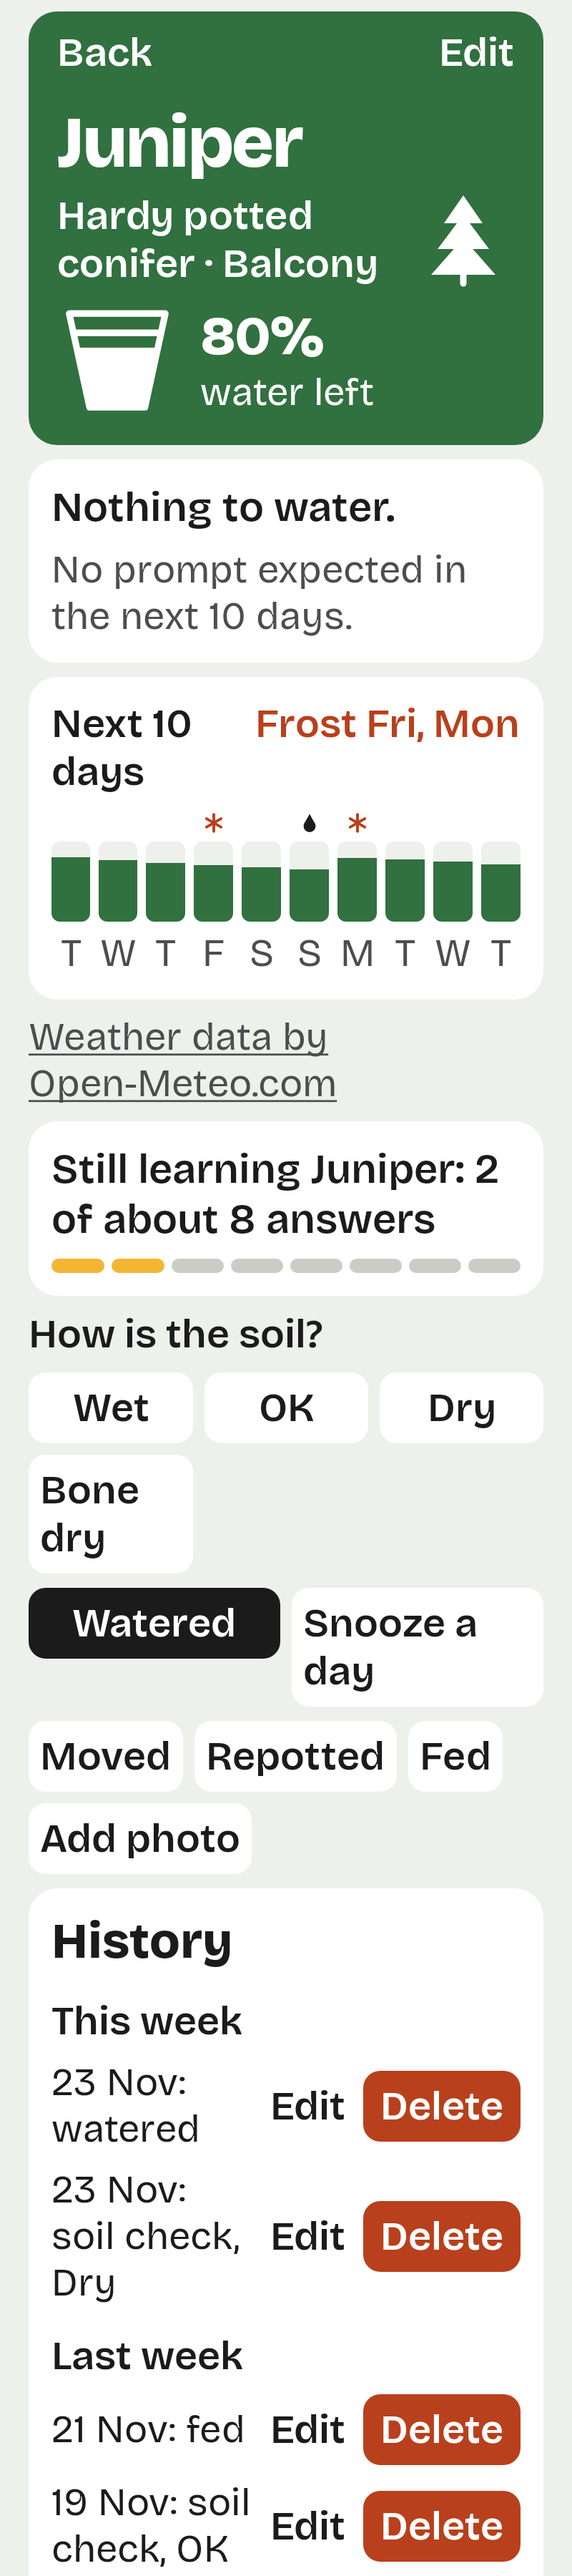 Back
Edit
Juniper
Hardy potted
conifer · Balcony
80%
water left
Nothing to water.
No prompt expected in
the next 10 days.
Next 10
days
Frost Fri, Mon
T W T F S S M T W T
Weather data by
Open-Meteo.com
Still learning Juniper: 2
of about 8 answers
How is the soil?
Wet
OK
Dry
Bone
dry
Watered
Snooze a
day
Moved
Repotted
Fed
Add photo
History
This week
23 Nov:
watered
Edit
Delete
23 Nov:
soil check,
Dry
Edit
Delete
Last week
21 Nov: fed
Edit
Delete
19 Nov: soil
check, OK
Edit
Delete